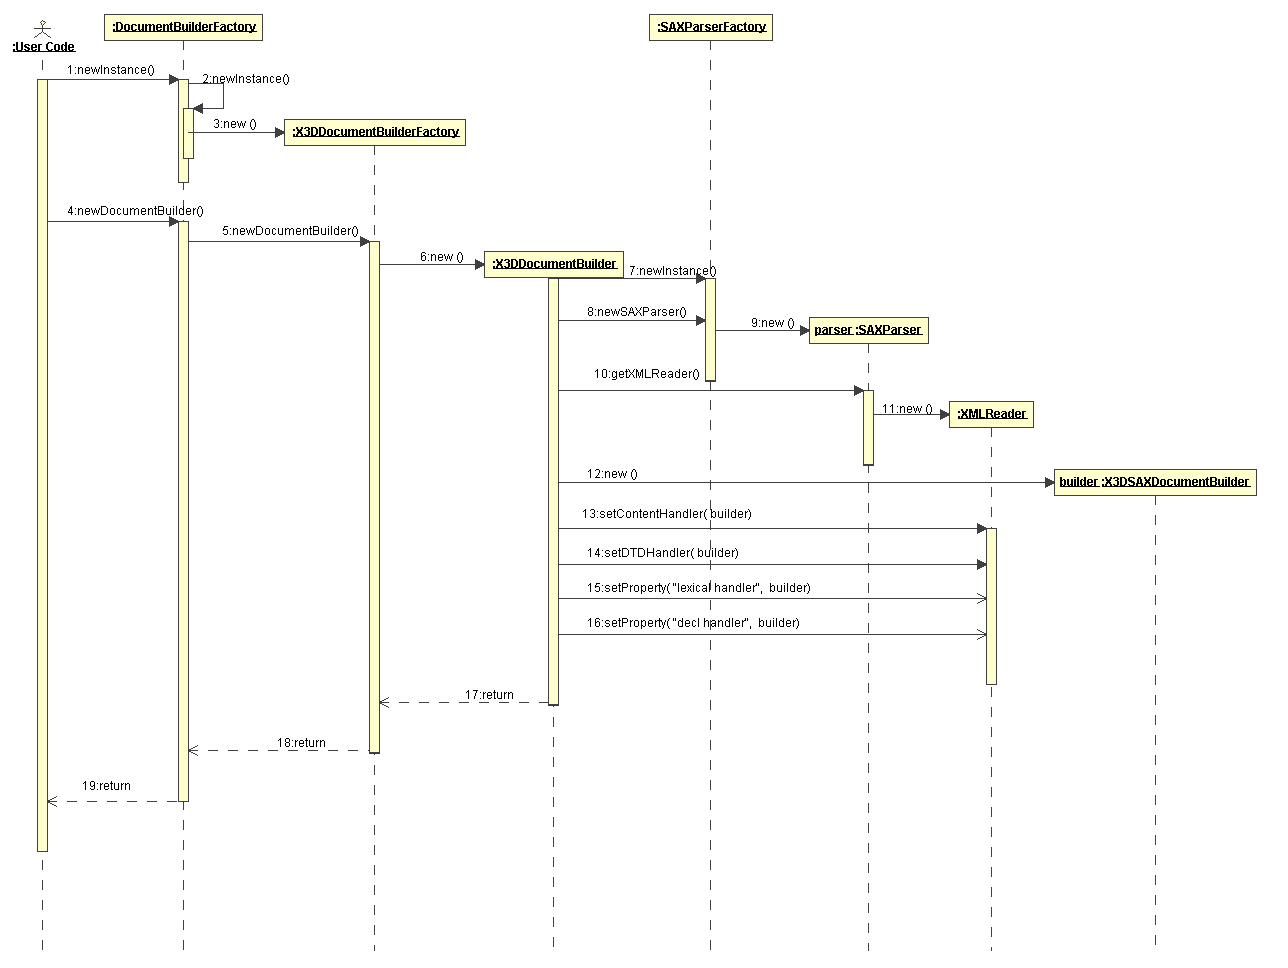 :DocumentBuilderFactory
:SAXParserFactory
:User Code
1:newInstance()
2:newInstance()
3:new ()
:X3DDocumentBuilderFactory
4:newDocumentBuilder()
5:newDocumentBuilder()
6:new ()
:X3DDocumentBuilder
7:newInstance()
8:newSAXParser()
9:new ()
parser :SAXParser
10:getXMLReader()
11:new ()
:XMLReader
12:new ()
builder :X3DSAXDocumentBuilder
13:setContentHandler( builder)
14:setDTDHandler( builder)
15:setProperty( "lexical handler",  builder)
16:setProperty( "decl handler",  builder)
17:return
18:return
19:return